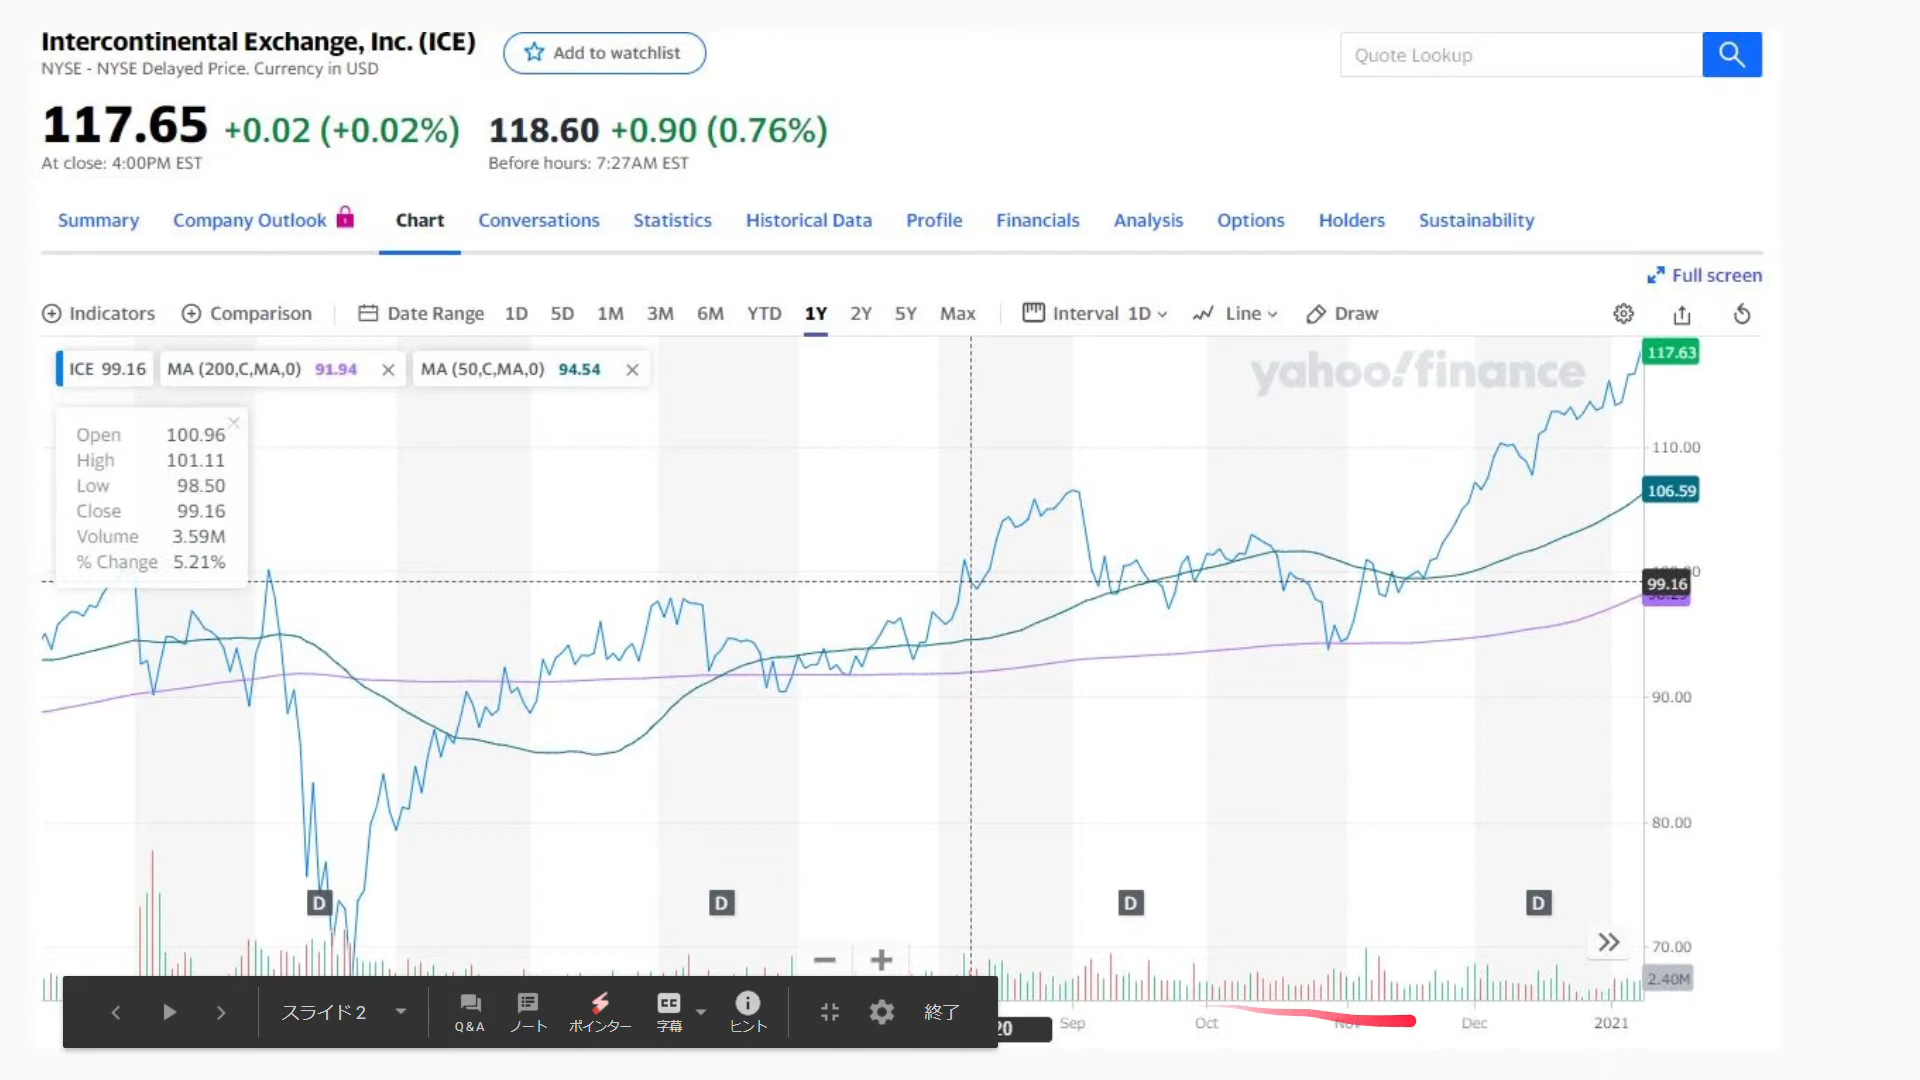 Intercontinental Exchange, Inc. (ICE)
Add to watchlist
Quote Lookup
NYSE - NYSE Delayed Price. Currency in USD
117.65 +0.02 (+0.02%) 118.60 +0.90 (0.76%)
At close: 4:00PM EST Before hours: 7:27AM EST
Summary Company Outlook Chart Conversations Statistics Historical Data Profile Financials Analysis Options Holders Sustainability
Full screen
Indicators Comparison Date Range 1D 5D 1M 3M 6M YTD 1Y 2Y 5Y Max Interval 1D Line Draw
ICE 99.16 MA (200,C,MA,0) 91.94 MA (50,C,MA,0) 94.54
yahoo!finance
117.63
Open 100.96
High 101.11
Low 98.50
Close 99.16
Volume 3.59M
% Change 5.21%
110.00
106.59
99.16
90.00
80.00
D D D D
70.00
2.40M
Sep Oct Nov Dec 2021
スライド 2
Q&A ノート ポインター CC 字幕 ヒント 終了